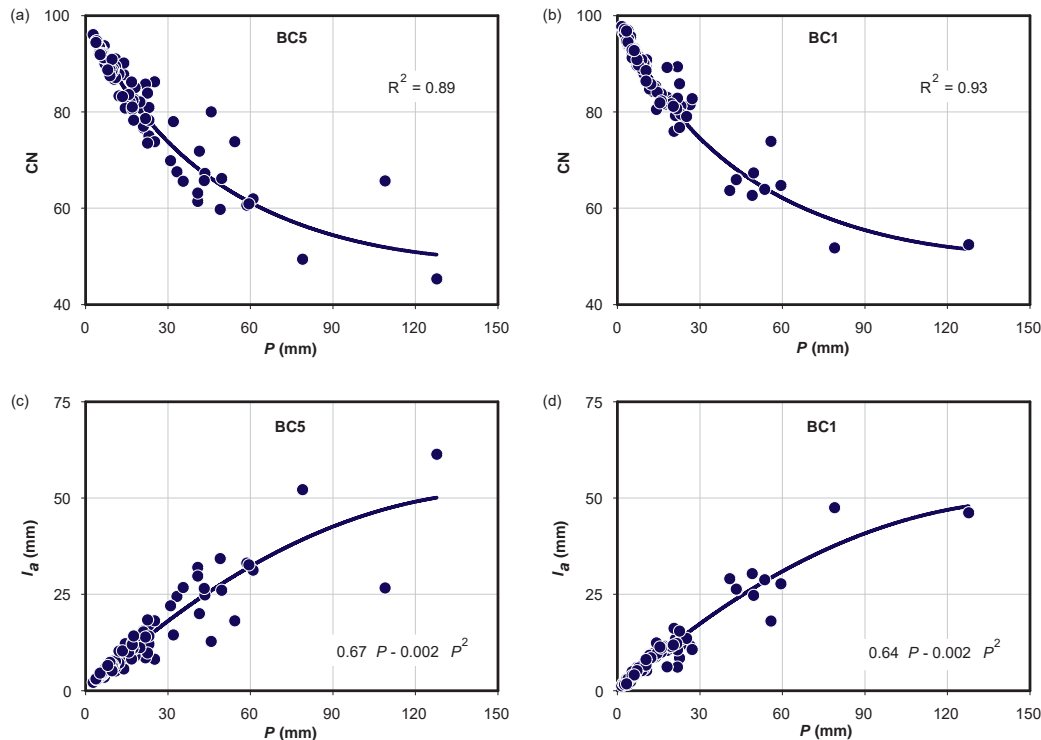 (a)
BC5
R2 = 0.89
CN
100
80
60
40
0 30 60 90 120 150
P (mm)
(b)
BC1
R2 = 0.93
CN
100
80
60
40
0 30 60 90 120 150
P (mm)
(c)
BC5
0.67 P - 0.002 P2
Ia (mm)
75
50
25
0
0 30 60 90 120 150
P (mm)
(d)
BC1
0.64 P - 0.002 P2
Ia (mm)
75
50
25
0
0 30 60 90 120 150
P (mm)